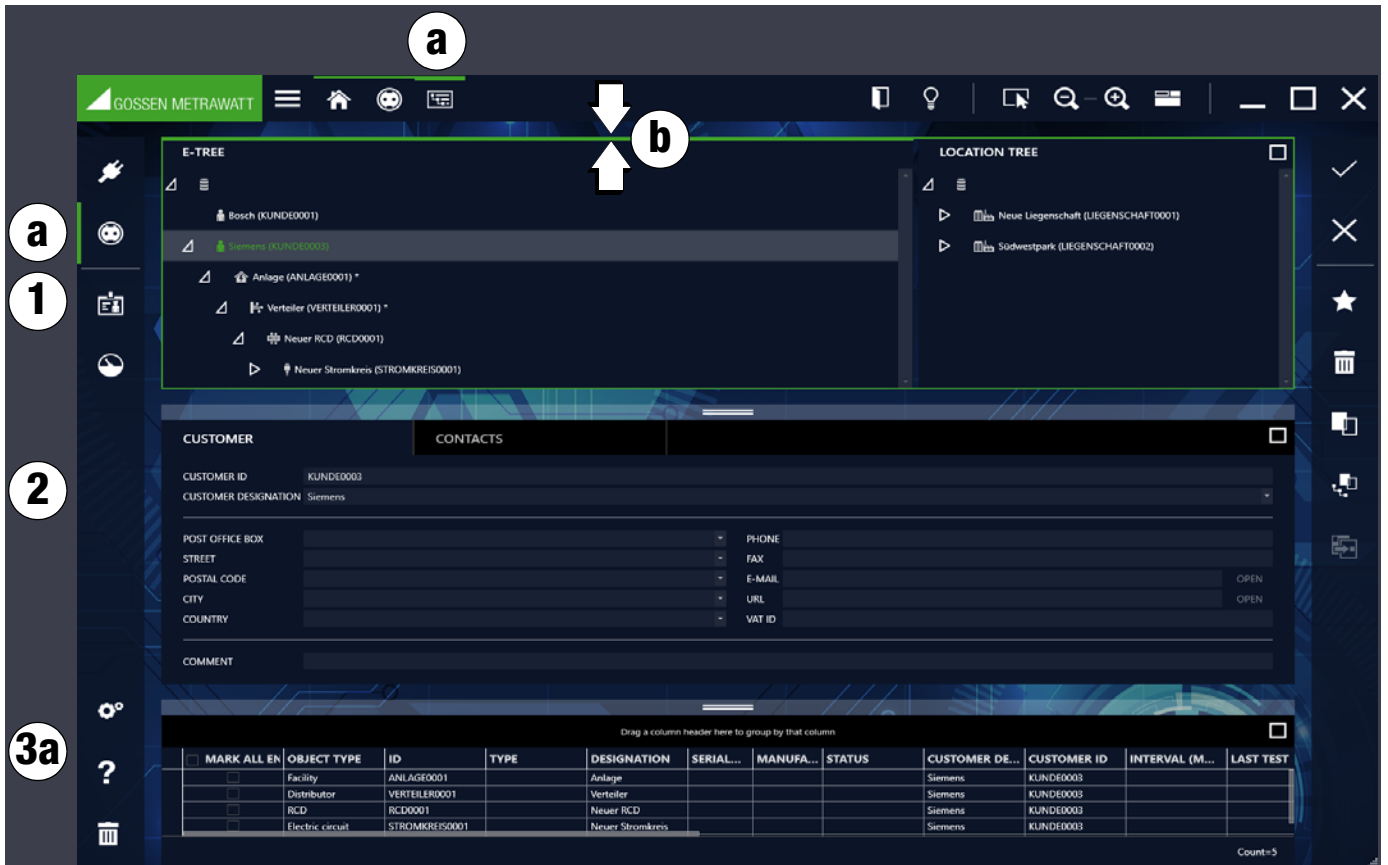 a
GOSSEN METRAWATT
b
E-TREE
LOCATION TREE
Bosch (KUNDE0001)
Neue Liegenschaft (LIEGENSCHAFT0001)
a
Siemens (KUNDE0003)
Südwestpark (LIEGENSCHAFT0002)
1
Anlage (ANLAGE0001) *
Verteiler (VERTEILER0001) *
Neuer RCD (RCD0001)
Neuer Stromkreis (STROMKREIS0001)
CUSTOMER CONTACTS
2
CUSTOMER ID KUNDE0003
CUSTOMER DESIGNATION Siemens
POST OFFICE BOX PHONE
STREET FAX
POSTAL CODE E-MAIL OPEN
CITY URL OPEN
COUNTRY VAT ID
COMMENT
3a
Drag a column header here to group by that column
MARK ALL EN OBJECT TYPE ID TYPE DESIGNATION SERIAL... MANUFA... STATUS CUSTOMER DE... CUSTOMER ID INTERVAL (M... LAST TEST
Facility ANLAGE0001 Anlage Siemens KUNDE0003
Distributor VERTEILER0001 Verteiler Siemens KUNDE0003
RCD RCD0001 Neuer RCD Siemens KUNDE0003
Electric circuit STROMKREIS0001 Neuer Stromkreis Siemens KUNDE0003
?
Count=5